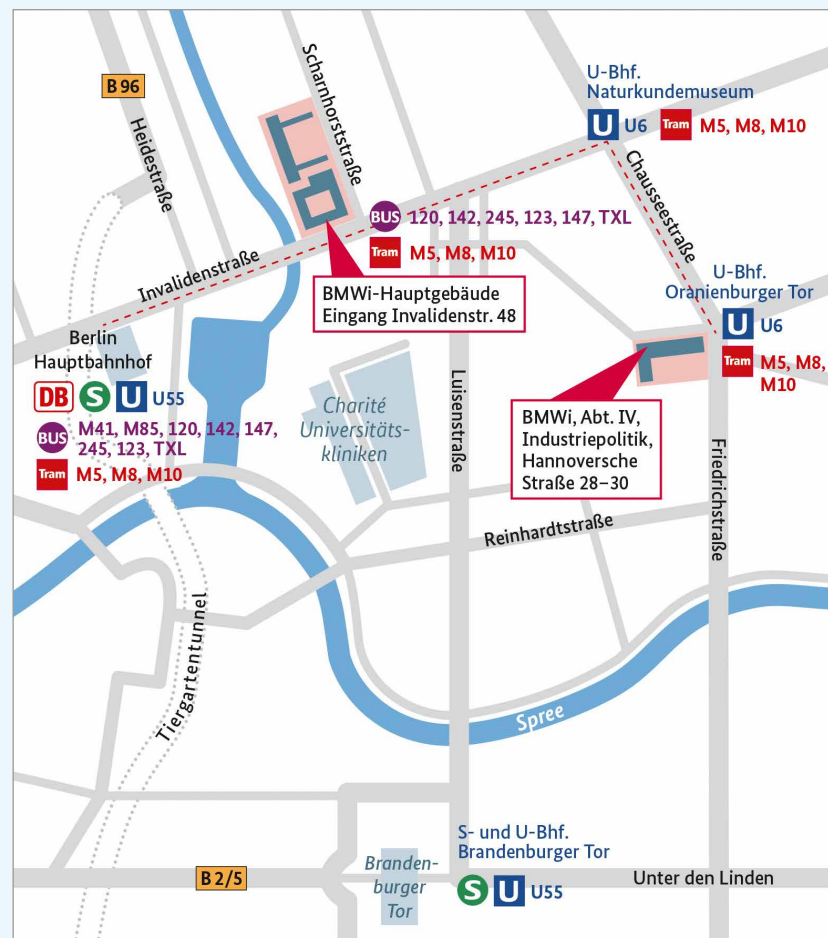 B 96
Heidestraße
Scharnhorststraße
U-Bhf.
Naturkundemuseum
U U6 Tram M5, M8, M10
Chausseestraße
BUS 120, 142, 245, 123, 147, TXL
Tram M5, M8, M10
Invalidenstraße
BMWi-Hauptgebäude
Eingang Invalidenstr. 48
U-Bhf.
Oranienburger Tor
U U6
Tram M5, M8,
M10
Berlin
Hauptbahnhof
DB S U U55
BUS M41, M85, 120, 142, 147,
245, 123, TXL
Tram M5, M8, M10
Charité
Universitäts-
kliniken
Luisenstraße
BMWi, Abt. IV,
Industriepolitik,
Hannoversche
Straße 28–30
Friedrichstraße
Reinhardtstraße
Tiergartentunnel
Spree
S- und U-Bhf.
Brandenburger Tor
S U U55
Branden-
burger
Tor
B 2/5
Unter den Linden